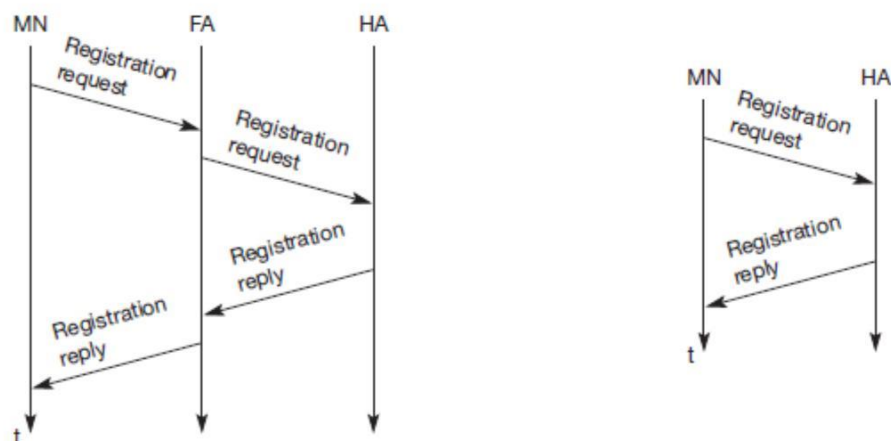 MN FA HA
Registration
request
Registration
request
Registration
reply
Registration
reply
t
MN HA
Registration
request
Registration
reply
t